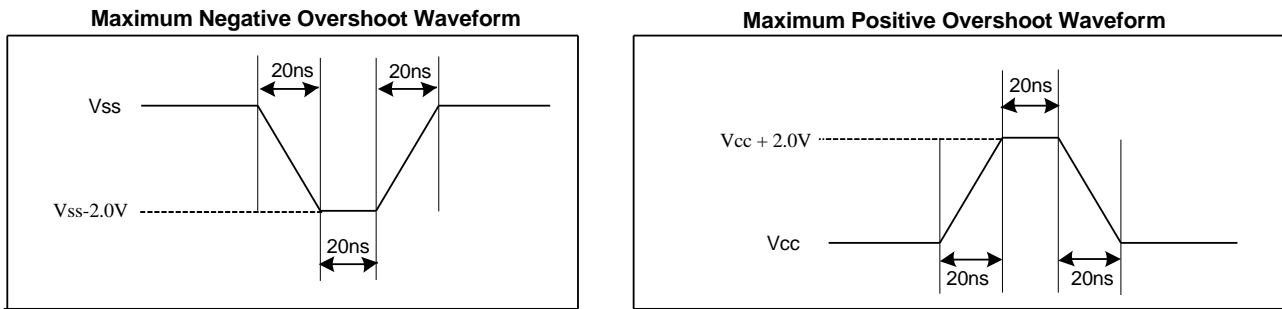 Maximum Negative Overshoot Waveform
20ns
20ns
Vss
Vss-2.0V
20ns
Maximum Positive Overshoot Waveform
20ns
Vcc + 2.0V
Vcc
20ns
20ns